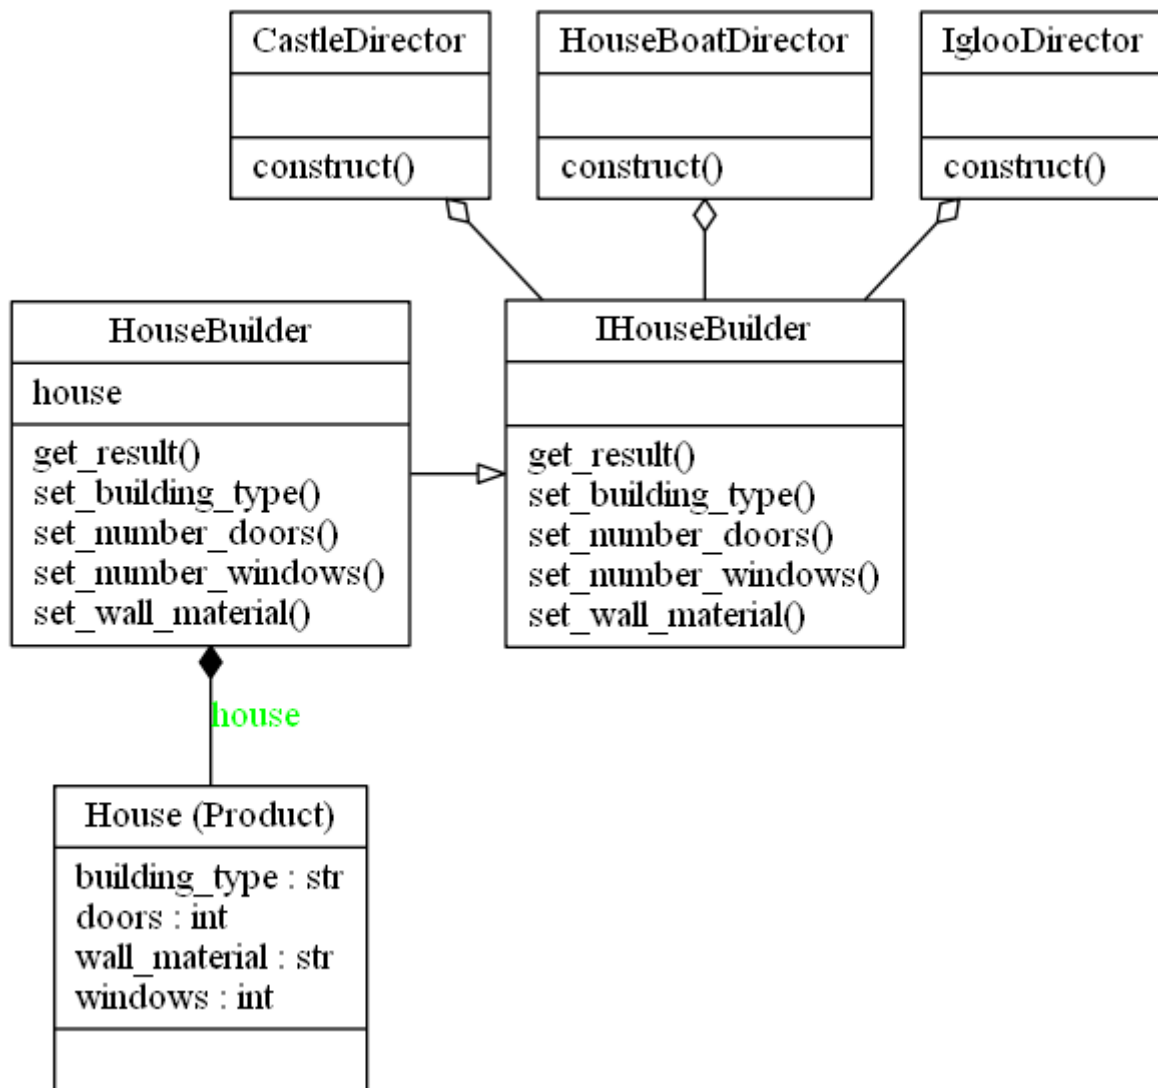 CastleDirector
construct()
HouseBoatDirector
construct()
IglooDirector
construct()
HouseBuilder
house
get_result()
set_building_type()
set_number_doors()
set_number_windows()
set_wall_material()
IHouseBuilder
get_result()
set_building_type()
set_number_doors()
set_number_windows()
set_wall_material()
house
House (Product)
building_type : str
doors : int
wall_material : str
windows : int